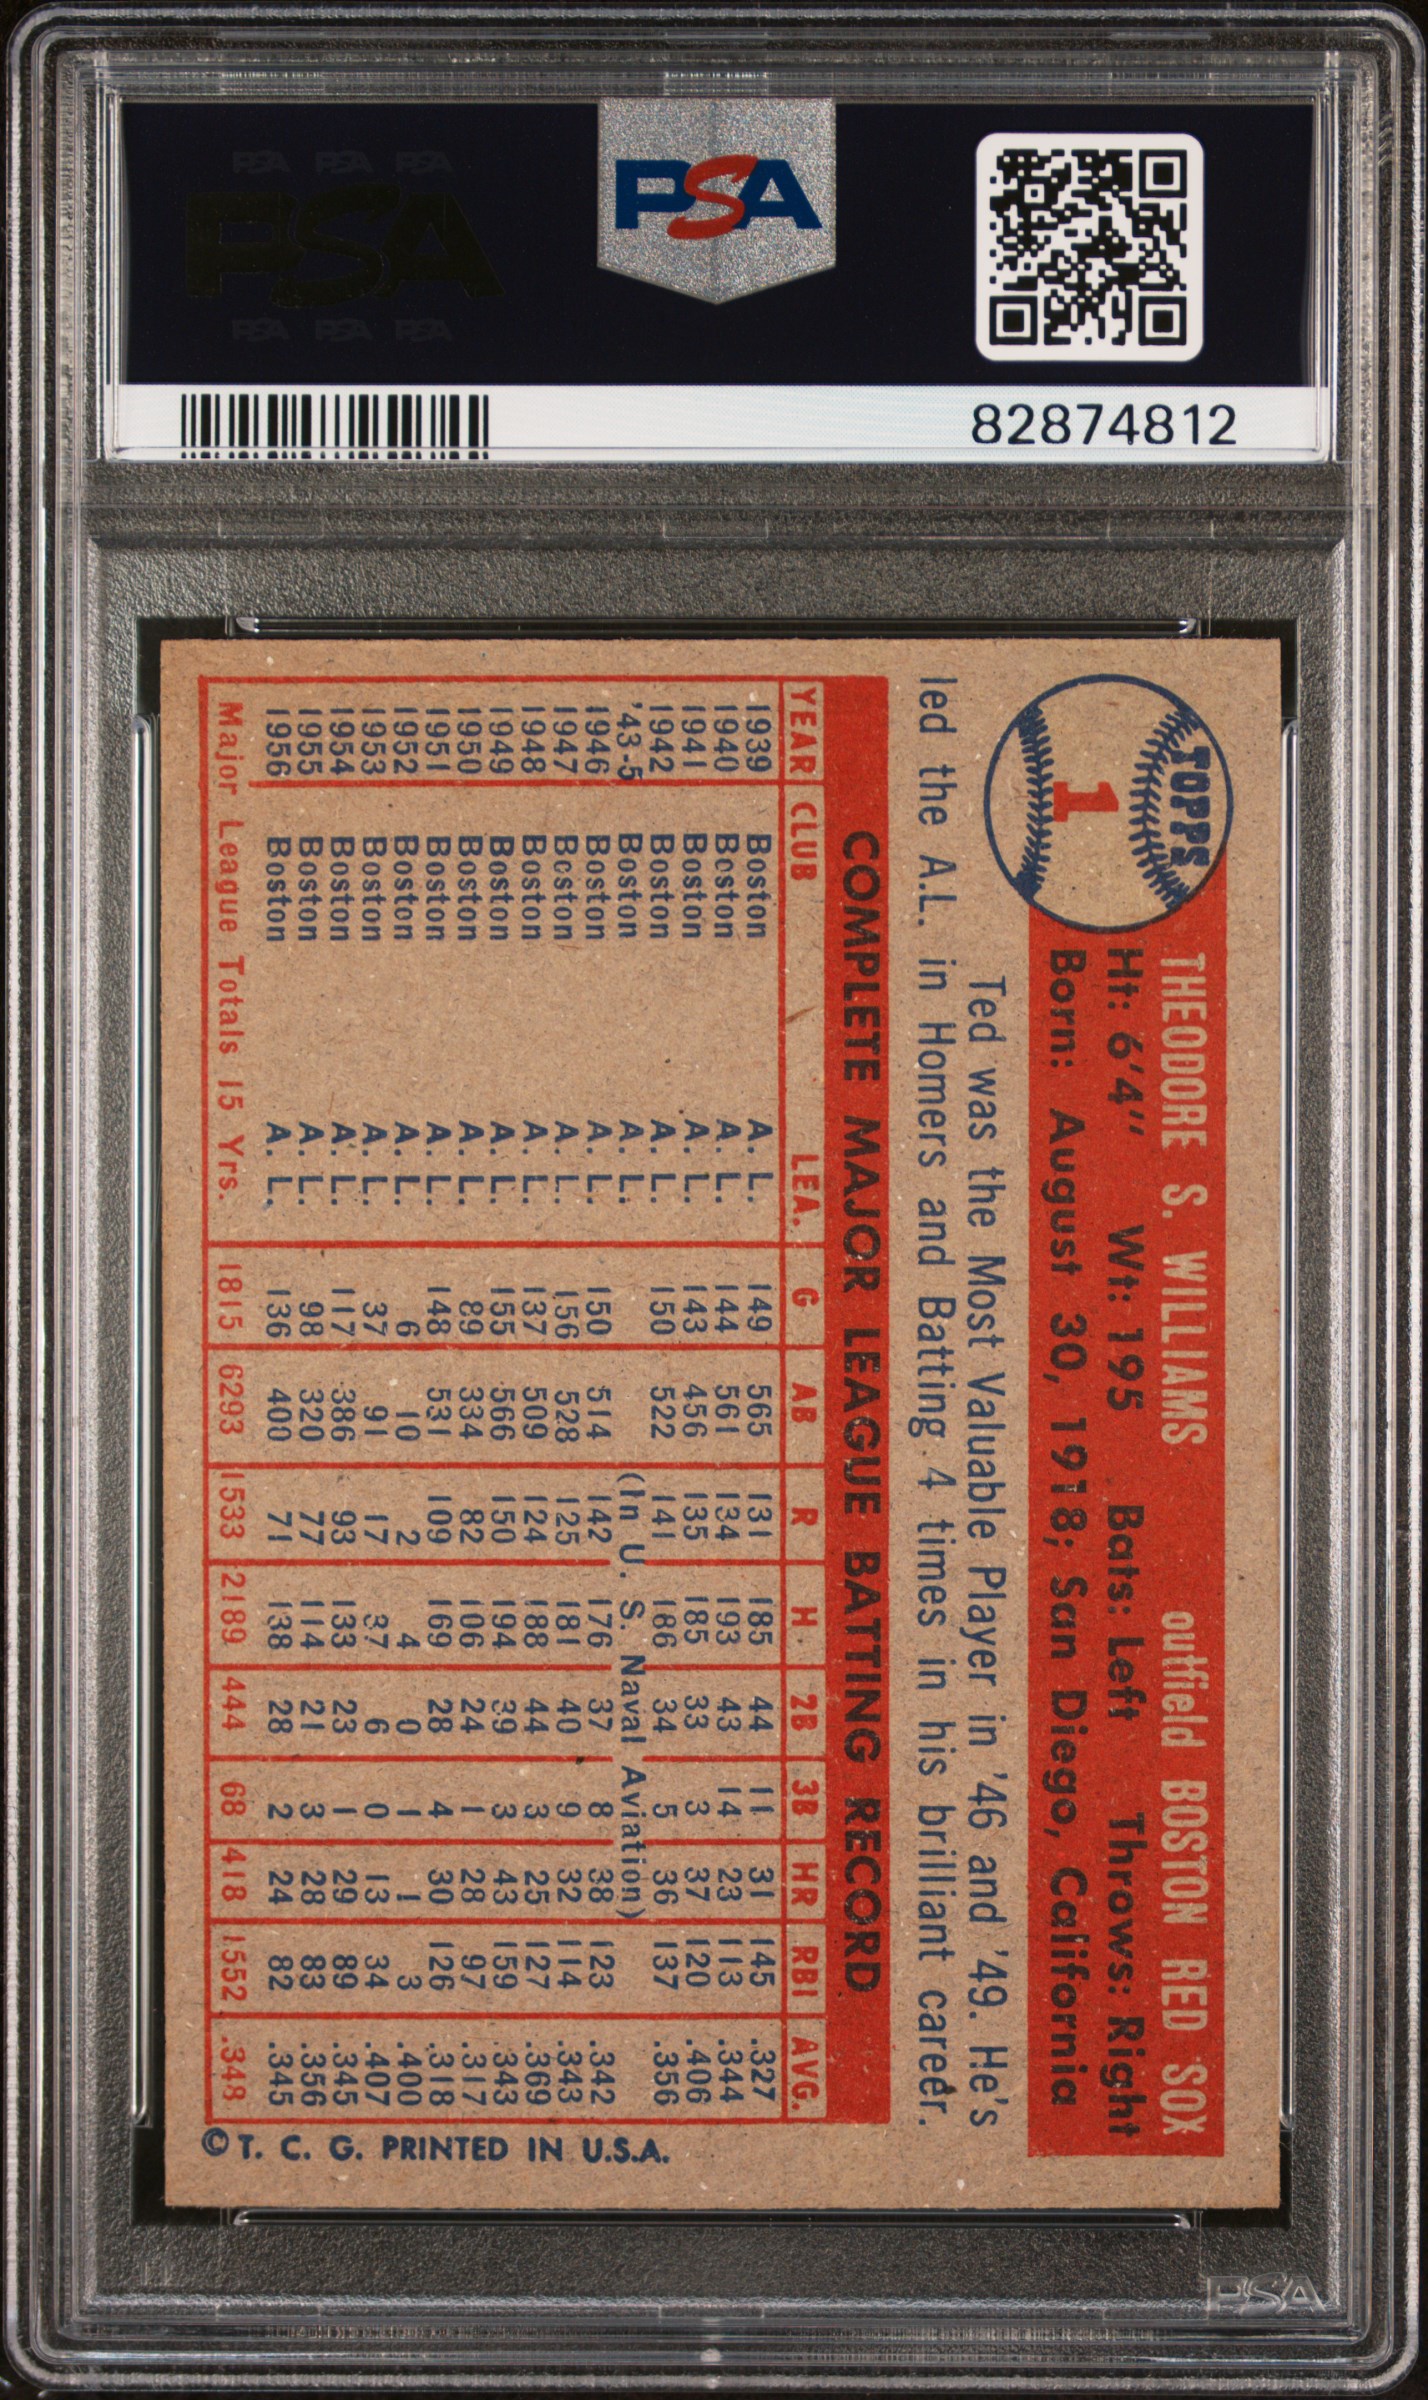 PSA PSA PSA
PSA
PSA PSA PSA
PSA
82874812
TOPPS
1
THEODORE S. WILLIAMS outfield BOSTON RED SOX
Ht: 6'4" Wt: 195 Bats: Left Throws: Right
Born: August 30, 1918; San Diego, California
Ted was the Most Valuable Player in '46 and '49. He's
led the A.L. in Homers and Batting 4 times in his brilliant career.
COMPLETE MAJOR LEAGUE BATTING RECORD
YEAR CLUB LEA. G AB R H 2B 3B HR RBI AVG.
1939 Boston A. L. 149 565 131 185 44 11 31 145 .327
1940 Boston A. L. 144 561 134 193 43 14 23 113 .344
1941 Boston A. L. 143 456 135 185 33 3 37 120 .406
1942 Boston A. L. 150 522 141 186 34 5 36 137 .356
'43-5 Boston A. L. (In U. S. Naval Aviation)
1946 Boston A. L. 150 514 142 176 37 8 38 123 .342
1947 Boston A. L. 156 528 125 181 40 9 32 114 .343
1948 Boston A. L. 137 509 124 188 44 3 25 127 .369
1949 Boston A. L. 155 566 150 194 39 3 43 159 .343
1950 Boston A. L. 89 334 82 106 24 1 28 97 .317
1951 Boston A. L. 148 531 109 169 28 4 30 126 .318
1952 Boston A. L. 6 10 2 4 0 1 1 3 .400
1953 Boston A. L. 37 91 17 37 6 0 13 34 .407
1954 Boston A. L. 117 386 93 133 23 1 29 89 .345
1955 Boston A. L. 98 320 77 114 21 3 28 83 .356
1956 Boston A. L. 136 400 71 138 28 2 24 82 .345
Major League Totals 15 Yrs. 1815 6293 1533 2189 444 68 418 1552 .348
© T. C. G. PRINTED IN U.S.A.
PSA